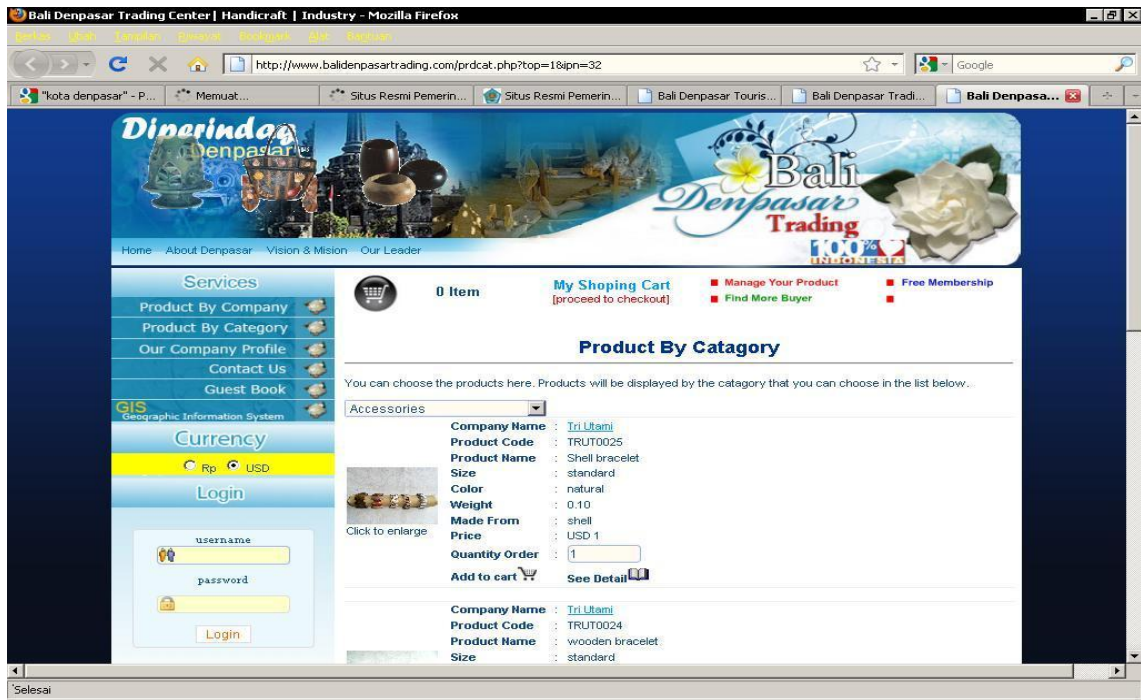 Bali Denpasar Trading Center| Handicraft | Industry - Mozilla Firefox
Berkas Ubah Tampilan Riwayat Bookmark Alat Bantuan
http://www.balidenpasartrading.com/prdcat.php?top=1&ipn=32
Google
"kota denpasar" - P... Memuat... Situs Resmi Pemerin... Situs Resmi Pemerin... Bali Denpasar Touris... Bali Denpasar Tradi... Bali Denpasa...
Diperindag
Denpasar
Bali
Denpasar
Trading
100%
INDONESIA
Home About Denpasar Vision & Mision Our Leader
Services
Product By Company
Product By Category
Our Company Profile
Contact Us
Guest Book
GIS
Geographic Information System
Currency
Rp USD
Login
username
password
Login
0 Item
My Shoping Cart
[proceed to checkout]
Manage Your Product
Find More Buyer
Free Membership
Product By Catagory
You can choose the products here. Products will be displayed by the catagory that you can choose in the list below.
Accessories
Company Name : Tri Utami
Product Code : TRUT0025
Product Name : Shell bracelet
Size : standard
Color : natural
Weight : 0.10
Made From : shell
Price : USD 1
Quantity Order : 1
Click to enlarge
Add to cart See Detail
Company Name : Tri Utami
Product Code : TRUT0024
Product Name : wooden bracelet
Size : standard
Selesai